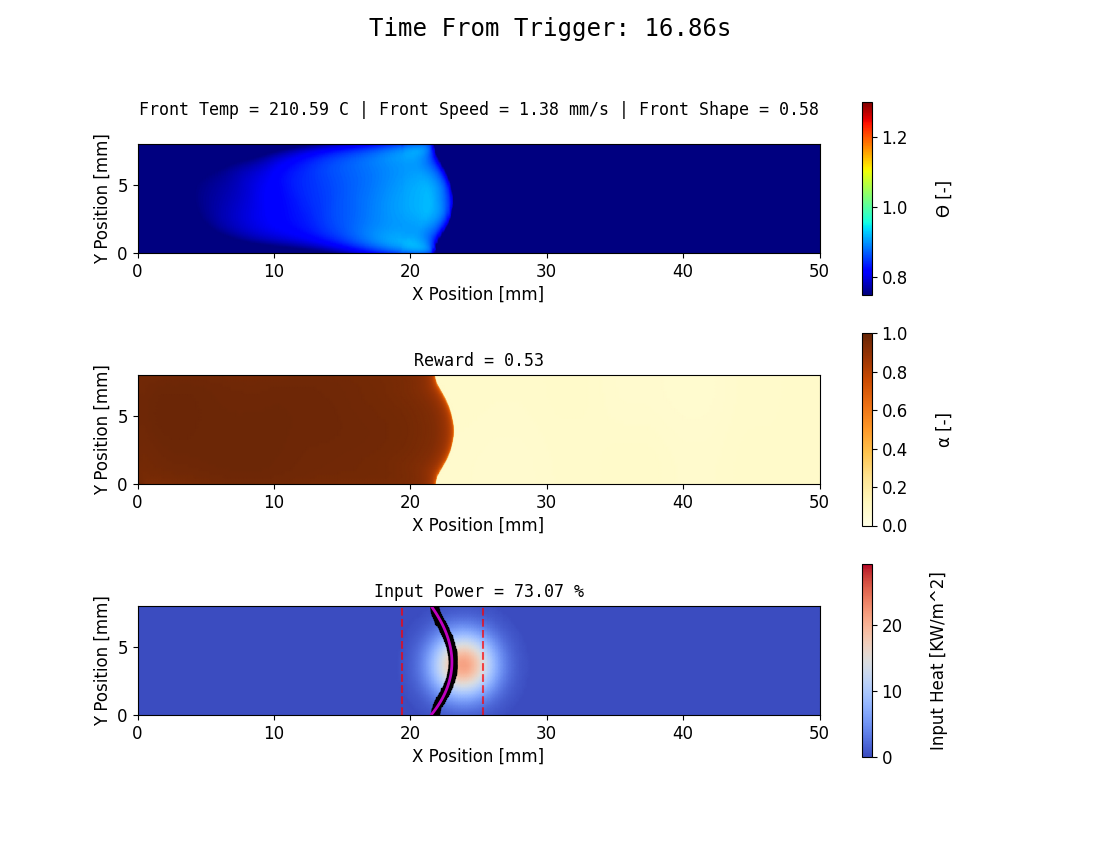 Time From Trigger: 16.86s
Front Temp = 210.59 C | Front Speed = 1.38 mm/s | Front Shape = 0.58
Y Position [mm]
5
0
0 10 20 30 40 50
X Position [mm]
1.2
1.0
0.8
Θ [-]
Reward = 0.53
Y Position [mm]
5
0
0 10 20 30 40 50
X Position [mm]
1.0
0.8
0.6
0.4
0.2
0.0
α [-]
Input Power = 73.07 %
Y Position [mm]
5
0
0 10 20 30 40 50
X Position [mm]
20
10
0
Input Heat [KW/m^2]